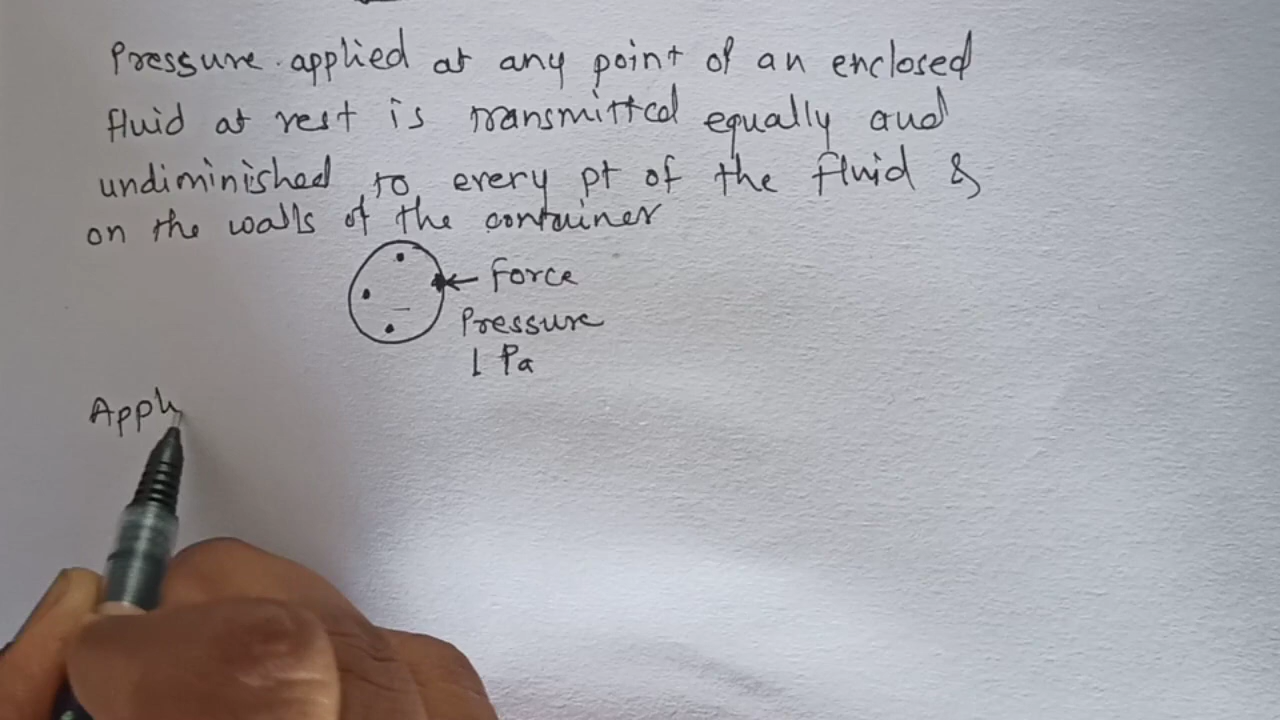 Pressure applied at any point of an enclosed
fluid at rest is transmitted equally and
undiminished to every pt of the fluid &
on the walls of the container
Force
Pressure
1 Pa
Appl